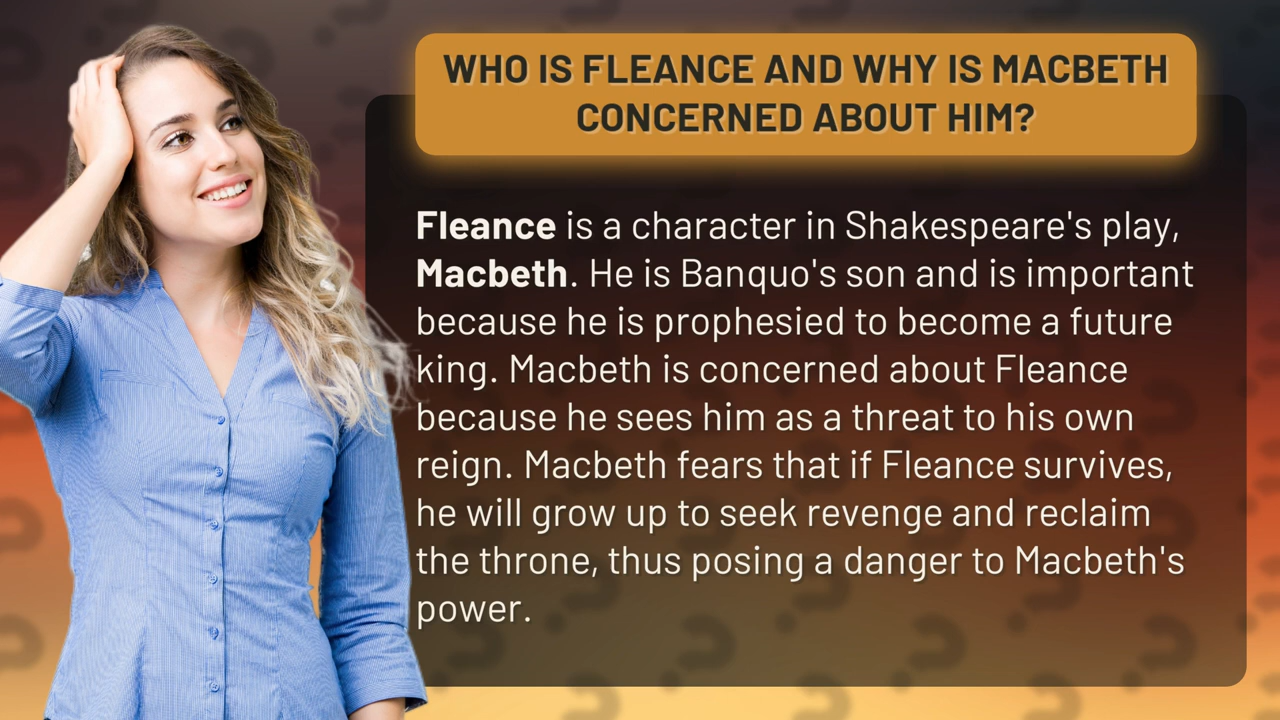 WHO IS FLEANCE AND WHY IS MACBETH
CONCERNED ABOUT HIM?
Fleance is a character in Shakespeare's play,
Macbeth. He is Banquo's son and is important
because he is prophesied to become a future
king. Macbeth is concerned about Fleance
because he sees him as a threat to his own
reign. Macbeth fears that if Fleance survives,
he will grow up to seek revenge and reclaim
the throne, thus posing a danger to Macbeth's
power.